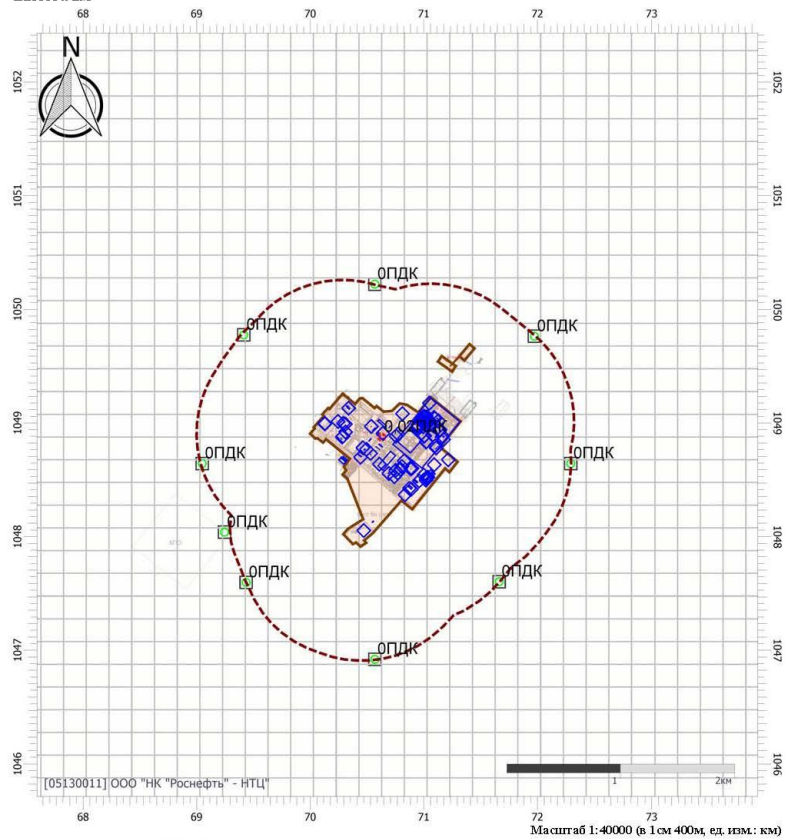 68 69 70 71 72 73
N
1052 1052
1051 1051
0ПДК
1050 1050
0ПДК 0ПДК
1049 1049
0.02ПДК
0ПДК 0ПДК
0ПДК
1048 1048
0ПДК 0ПДК
0ПДК
1047 1047
1046 1046
[05130011] ООО "НК "Роснефть" - НТЦ"
1 2км
68 69 70 71 72 73
Масштаб 1:40000 (в 1см 400м, ед. изм.: км)